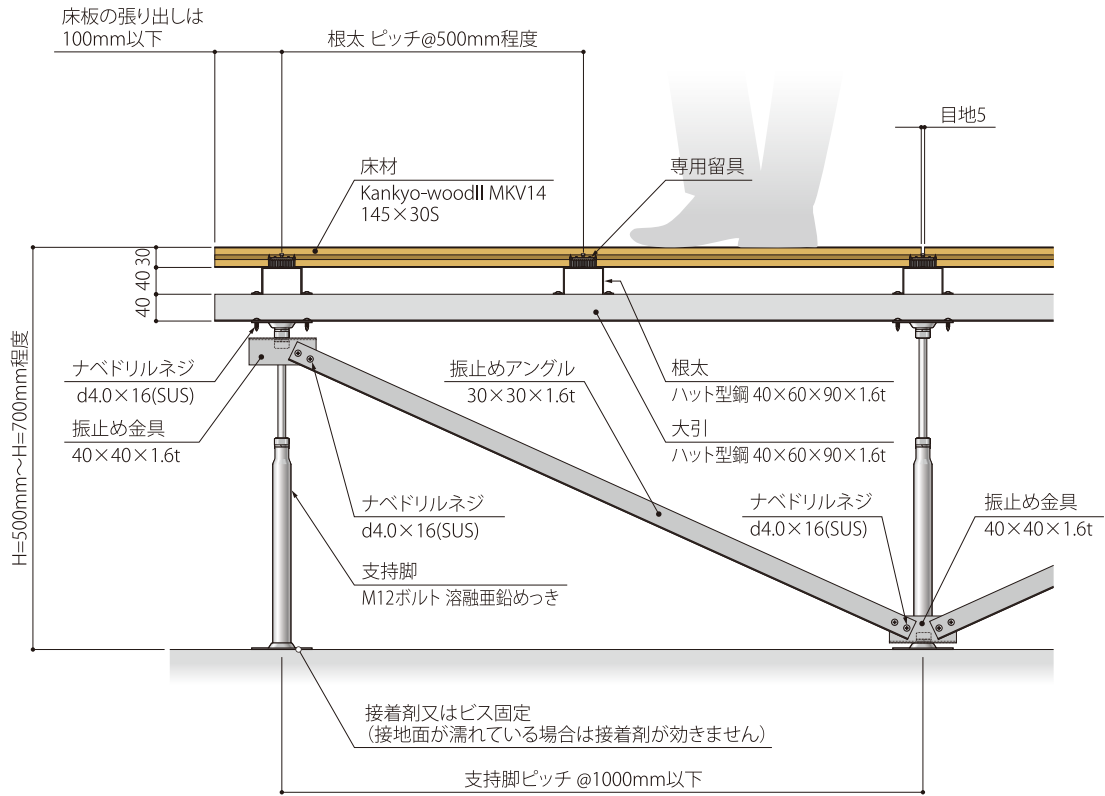 床板の張り出しは
100mm以下
根太 ピッチ@500mm程度
目地5
床材
Kankyo-woodII MKV14
145×30S
専用留具
30
40
40
H=500mm～H=700mm程度
ナベドリルネジ
d4.0×16(SUS)
振止め金具
40×40×1.6t
振止めアングル
30×30×1.6t
根太
ハット型鋼 40×60×90×1.6t
大引
ハット型鋼 40×60×90×1.6t
ナベドリルネジ
d4.0×16(SUS)
ナベドリルネジ
d4.0×16(SUS)
振止め金具
40×40×1.6t
支持脚
M12ボルト 溶融亜鉛めっき
接着剤又はビス固定
（接地面が濡れている場合は接着剤が効きません）
支持脚ピッチ @1000mm以下